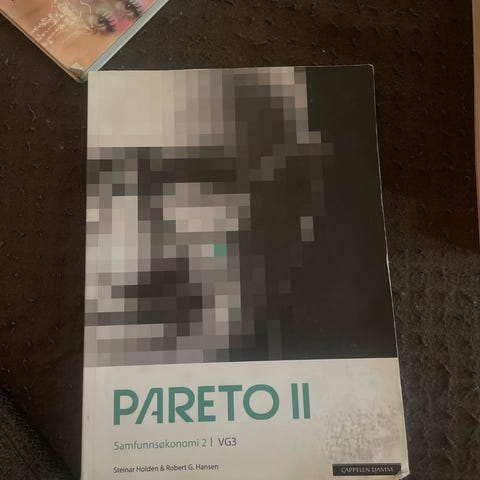 PARETO II
Samfunnsøkonomi 2 | VG3
Steinar Holden & Robert G. Hansen
CAPPELEN DAMM